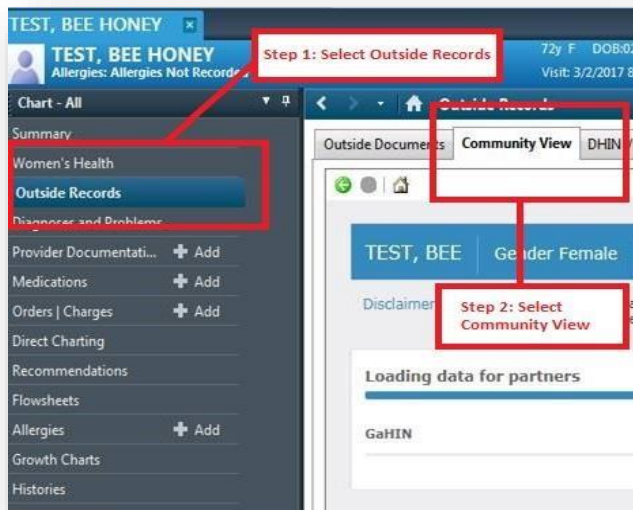 TEST, BEE HONEY
TEST, BEE HONEY
Allergies: Allergies Not Recorded
72y F DOB:02
Visit: 3/2/2017 8
Step 1: Select Outside Records
Chart - All
Summary
Women's Health
Outside Records
Diagnoses and Problems
Provider Documentati... Add
Medications Add
Orders | Charges Add
Direct Charting
Recommendations
Flowsheets
Allergies Add
Growth Charts
Histories
Outside Records
Outside Documents Community View DHIN
TEST, BEE Gender Female
Disclaimer
Step 2: Select
Community View
Loading data for partners
GaHIN